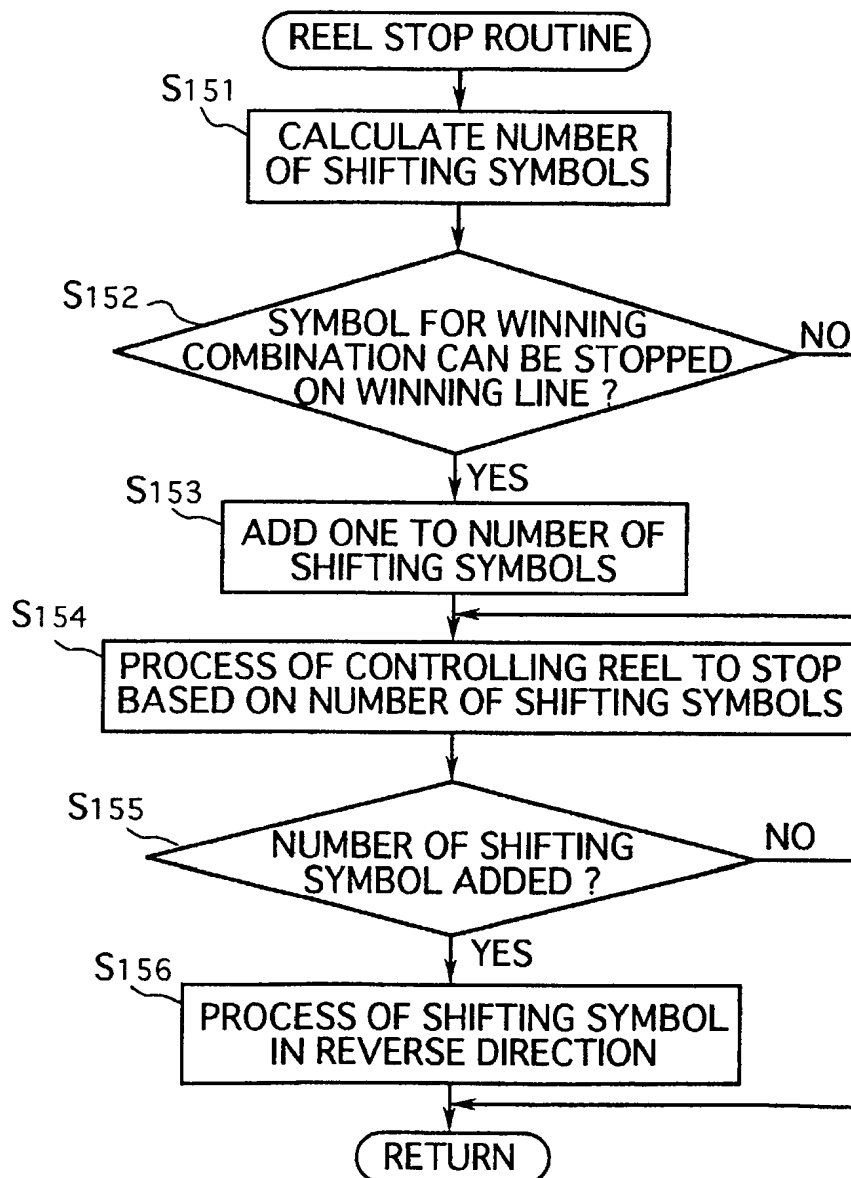 REEL STOP ROUTINE
S151
CALCULATE NUMBER
OF SHIFTING SYMBOLS
S152
SYMBOL FOR WINNING
COMBINATION CAN BE STOPPED
ON WINNING LINE ?
NO
YES
S153
ADD ONE TO NUMBER OF
SHIFTING SYMBOLS
S154
PROCESS OF CONTROLLING REEL TO STOP
BASED ON NUMBER OF SHIFTING SYMBOLS
S155
NUMBER OF SHIFTING
SYMBOL ADDED ?
NO
YES
S156
PROCESS OF SHIFTING SYMBOL
IN REVERSE DIRECTION
RETURN